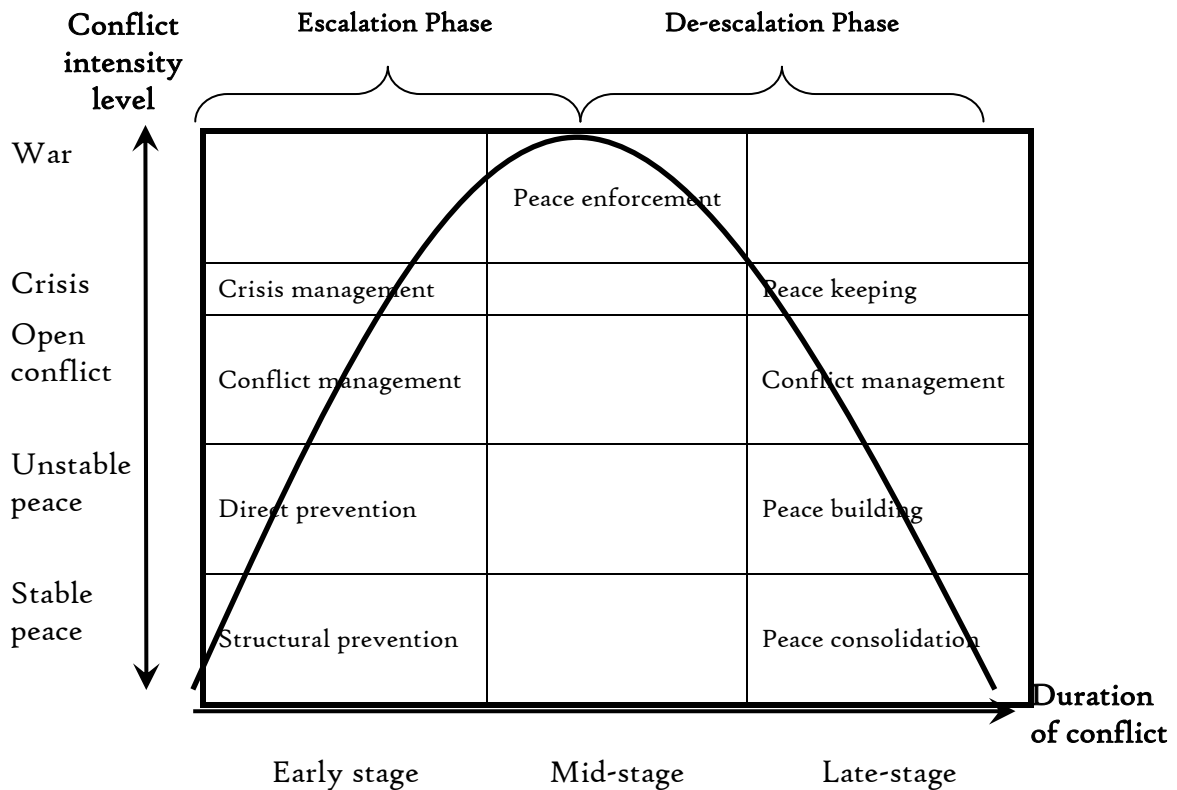 Conflict
intensity
level
Escalation Phase
De-escalation Phase
War
Peace enforcement
Crisis
Crisis management
Peace keeping
Open
conflict
Conflict management
Conflict management
Unstable
peace
Direct prevention
Peace building
Stable
peace
Structural prevention
Peace consolidation
Duration
of conflict
Early stage
Mid-stage
Late-stage